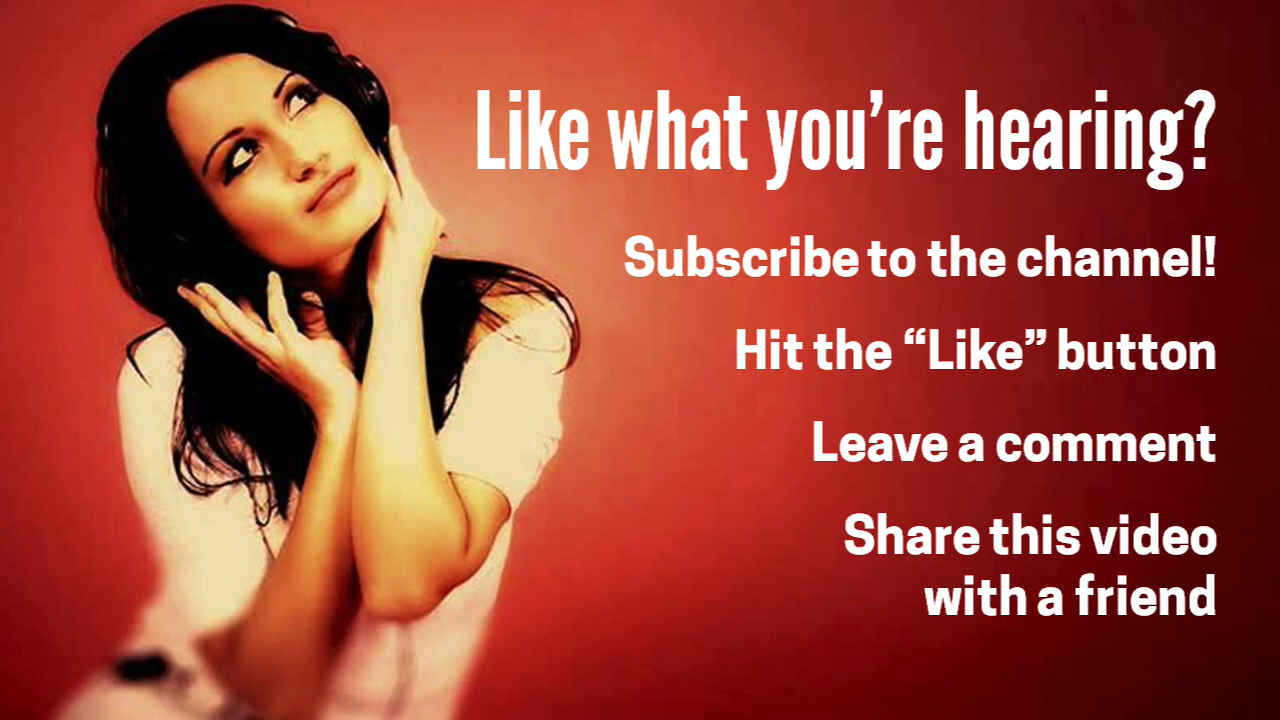 Like what you’re hearing?
Subscribe to the channel!
Hit the “Like” button
Leave a comment
Share this video
with a friend